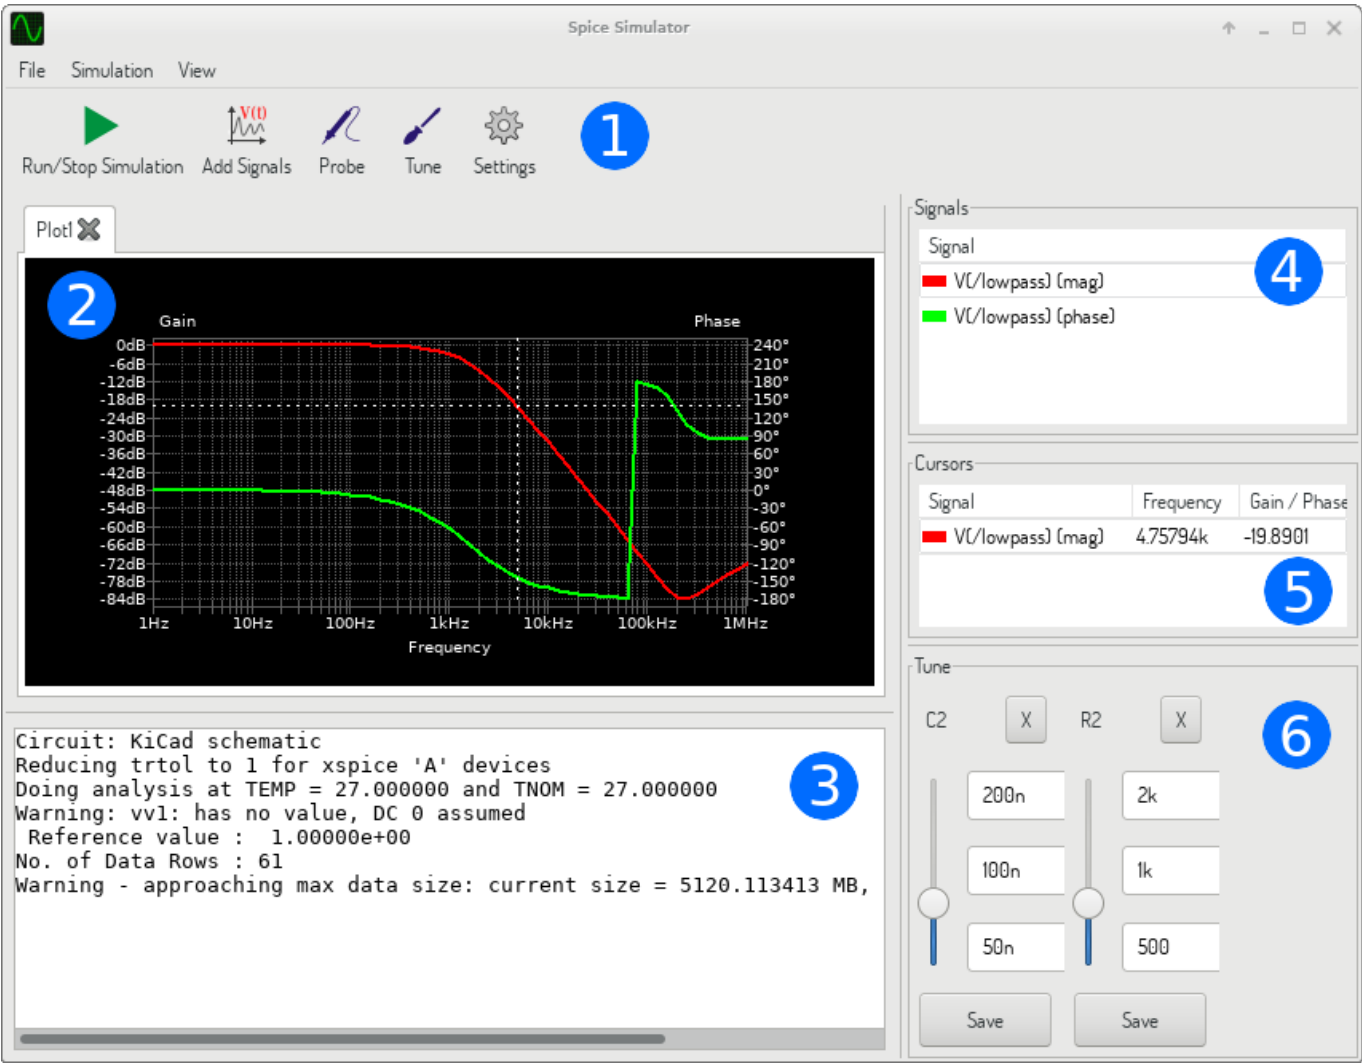 Spice Simulator
File Simulation View
V(t)
Run/Stop Simulation Add Signals Probe Tune Settings
1
Plot1
2
Gain Phase
0dB 240°
-6dB 210°
-12dB 180°
-18dB 150°
-24dB 120°
-30dB 90°
-36dB 60°
-42dB 30°
-48dB 0°
-54dB -30°
-60dB -60°
-66dB -90°
-72dB -120°
-78dB -150°
-84dB -180°
1Hz 10Hz 100Hz 1kHz 10kHz 100kHz 1MHz
Frequency
Circuit: KiCad schematic
Reducing trtol to 1 for xspice 'A' devices
Doing analysis at TEMP = 27.000000 and TNOM = 27.000000
Warning: vv1: has no value, DC 0 assumed
Reference value : 1.00000e+00
No. of Data Rows : 61
Warning - approaching max data size: current size = 5120.113413 MB,
3
Signals
Signal
V(/lowpass) (mag)
V(/lowpass) (phase)
4
Cursors
Signal Frequency Gain / Phase
V(/lowpass) (mag) 4.75794k -19.8901
5
Tune
C2 X R2 X
6
200n 2k
100n 1k
50n 500
Save Save